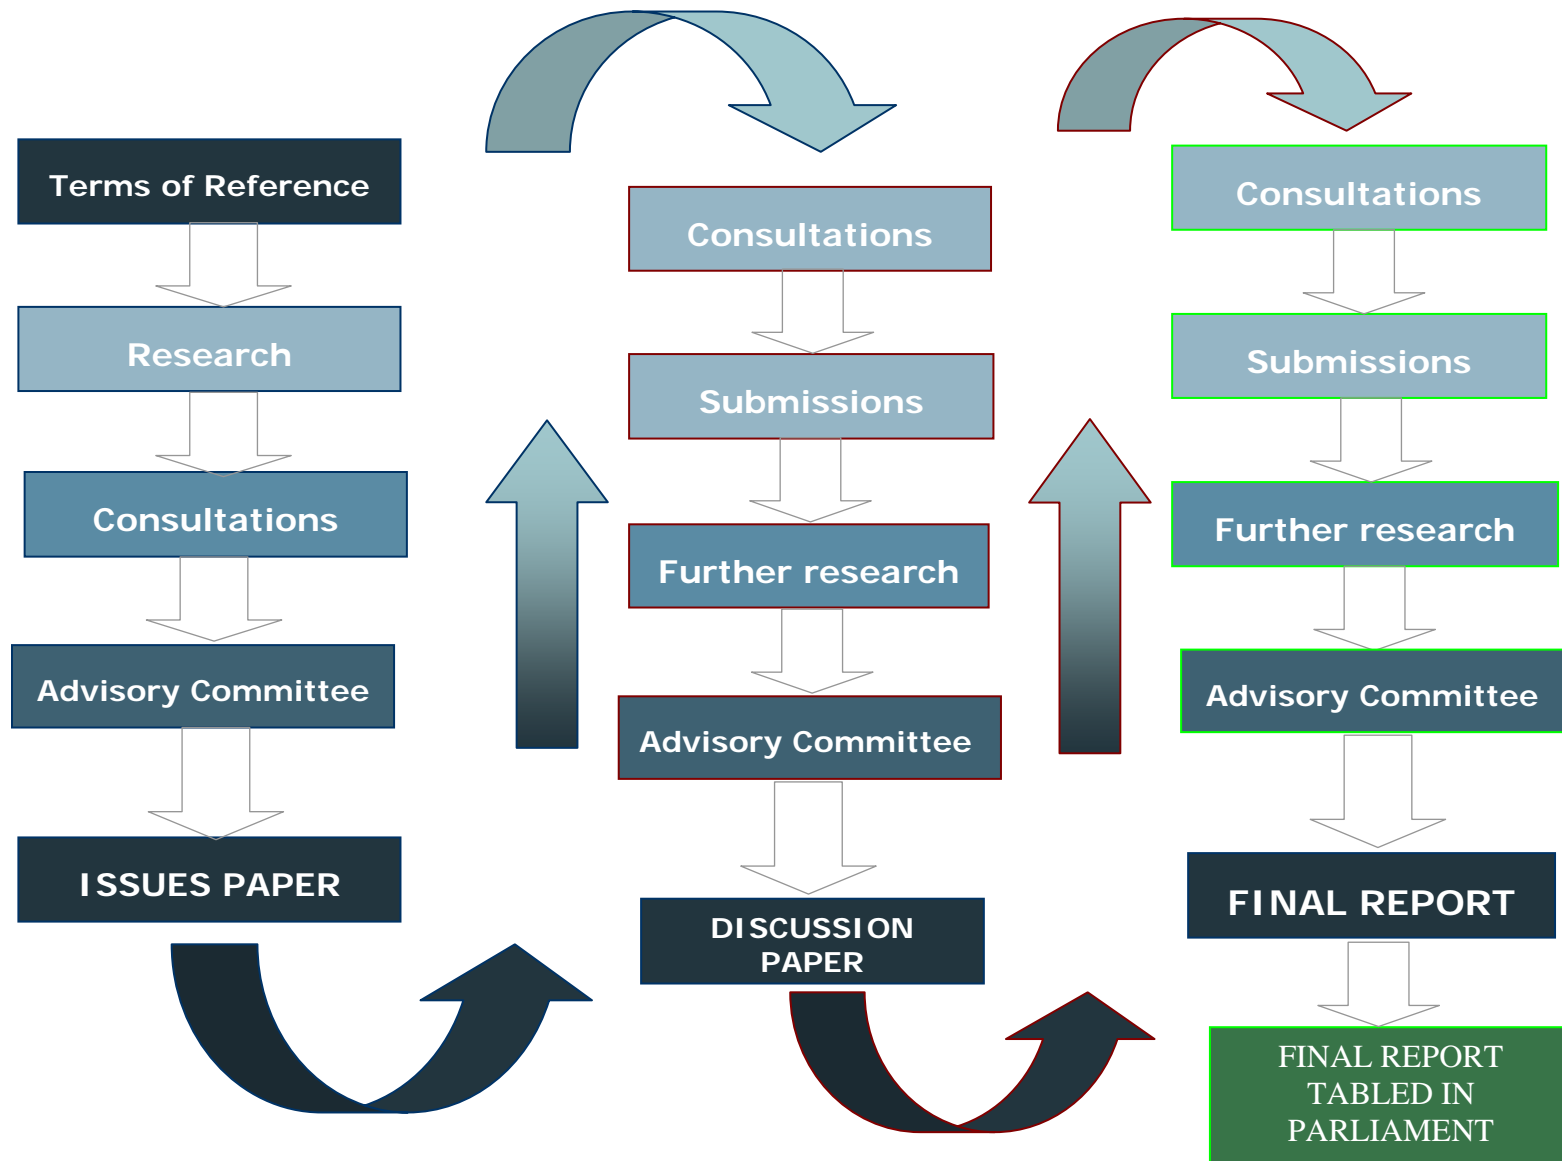 Terms of Reference
Research
Consultations
Advisory Committee
ISSUES PAPER
Consultations
Submissions
Further research
Advisory Committee
DISCUSSION
PAPER
Consultations
Submissions
Further research
Advisory Committee
FINAL REPORT
FINAL REPORT
TABLED IN
PARLIAMENT